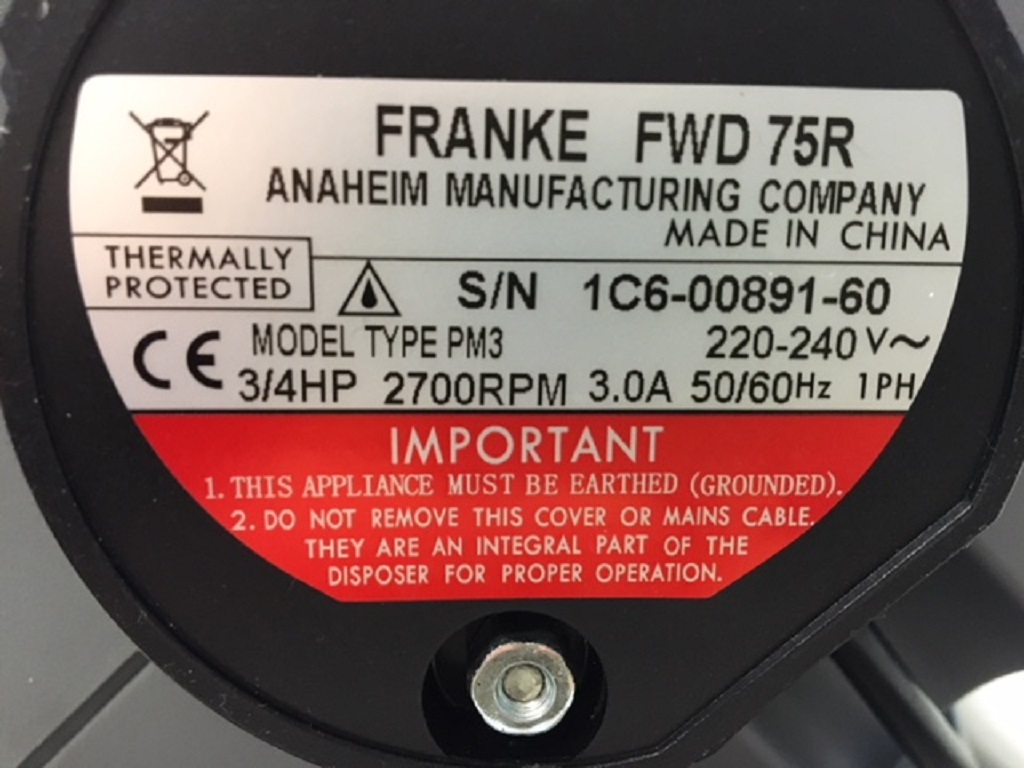 FRANKE FWD 75R
ANAHEIM MANUFACTURING COMPANY
MADE IN CHINA
THERMALLY
PROTECTED
S/N 1C6-00891-60
CE MODEL TYPE PM3 220-240V~
3/4HP 2700RPM 3.0A 50/60Hz 1PH
IMPORTANT
1. THIS APPLIANCE MUST BE EARTHED (GROUNDED).
2. DO NOT REMOVE THIS COVER OR MAINS CABLE.
THEY ARE AN INTEGRAL PART OF THE
DISPOSER FOR PROPER OPERATION.